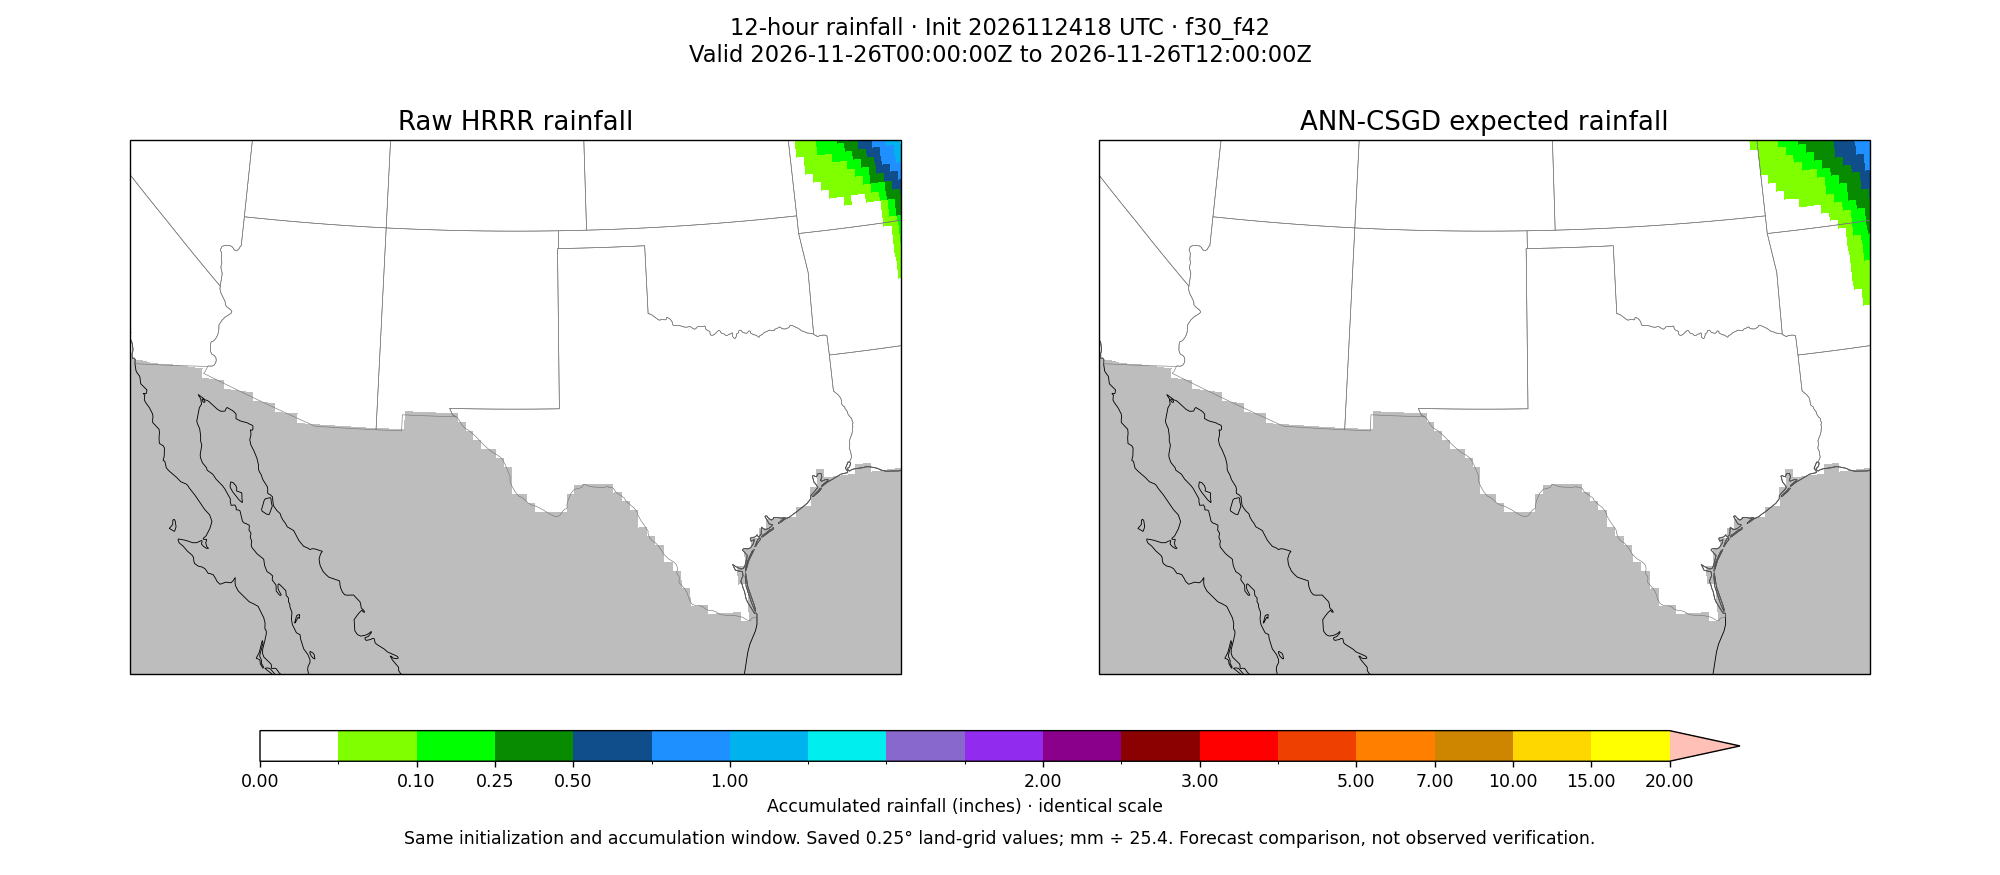 12-hour rainfall · Init 2026112418 UTC · f30_f42
Valid 2026-11-26T00:00:00Z to 2026-11-26T12:00:00Z
Raw HRRR rainfall
ANN-CSGD expected rainfall
0.00 0.10 0.25 0.50 1.00 2.00 3.00 5.00 7.00 10.00 15.00 20.00
Accumulated rainfall (inches) · identical scale
Same initialization and accumulation window. Saved 0.25° land-grid values; mm ÷ 25.4. Forecast comparison, not observed verification.